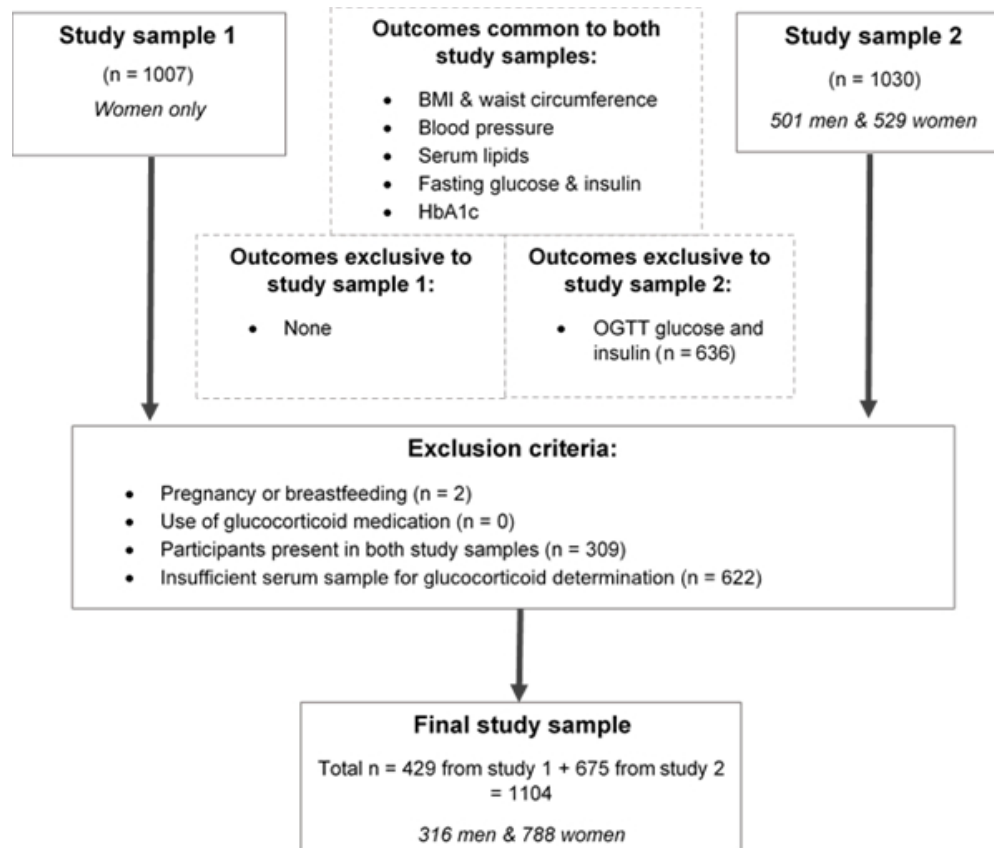 Study sample 1
(n = 1007)
Women only
Outcomes common to both
study samples:
• BMI & waist circumference
• Blood pressure
• Serum lipids
• Fasting glucose & insulin
• HbA1c
Study sample 2
(n = 1030)
501 men & 529 women
Outcomes exclusive to
study sample 1:
• None
Outcomes exclusive to
study sample 2:
• OGTT glucose and
insulin (n = 636)
Exclusion criteria:
• Pregnancy or breastfeeding (n = 2)
• Use of glucocorticoid medication (n = 0)
• Participants present in both study samples (n = 309)
• Insufficient serum sample for glucocorticoid determination (n = 622)
Final study sample
Total n = 429 from study 1 + 675 from study 2
= 1104
316 men & 788 women